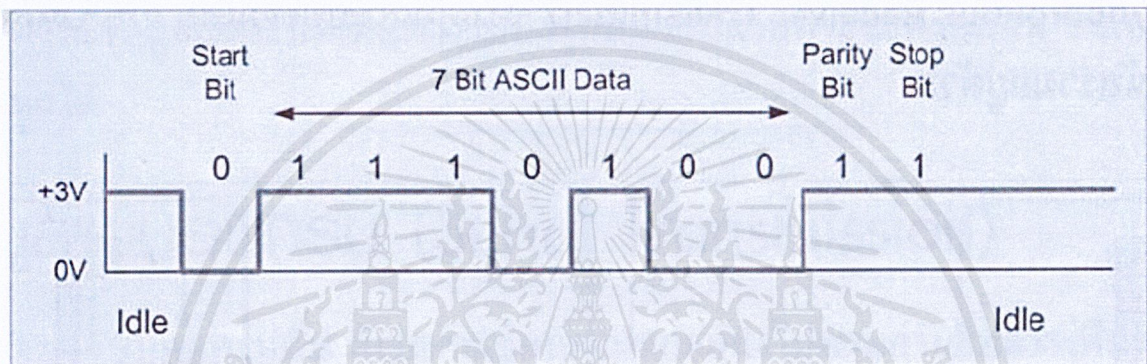 Start Bit
7 Bit ASCII Data
Parity Bit
Stop Bit
0 1 1 1 0 1 0 0 1 1
+3V
0V
Idle
Idle